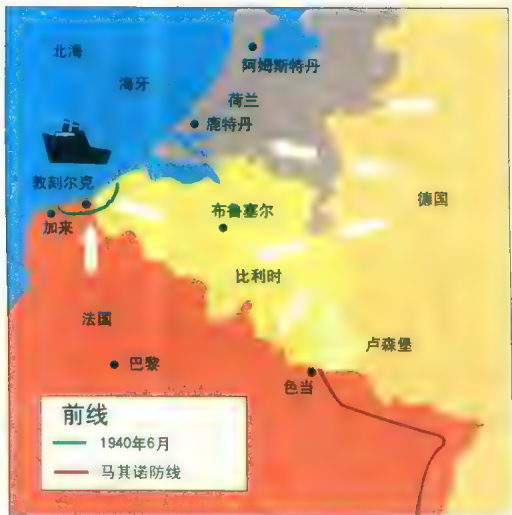 北海
阿姆斯特丹
海牙
荷兰
鹿特丹
敦刻尔克
加来
布鲁塞尔
德国
比利时
法国
卢森堡
巴黎
色当
前线
1940年6月
马其诺防线